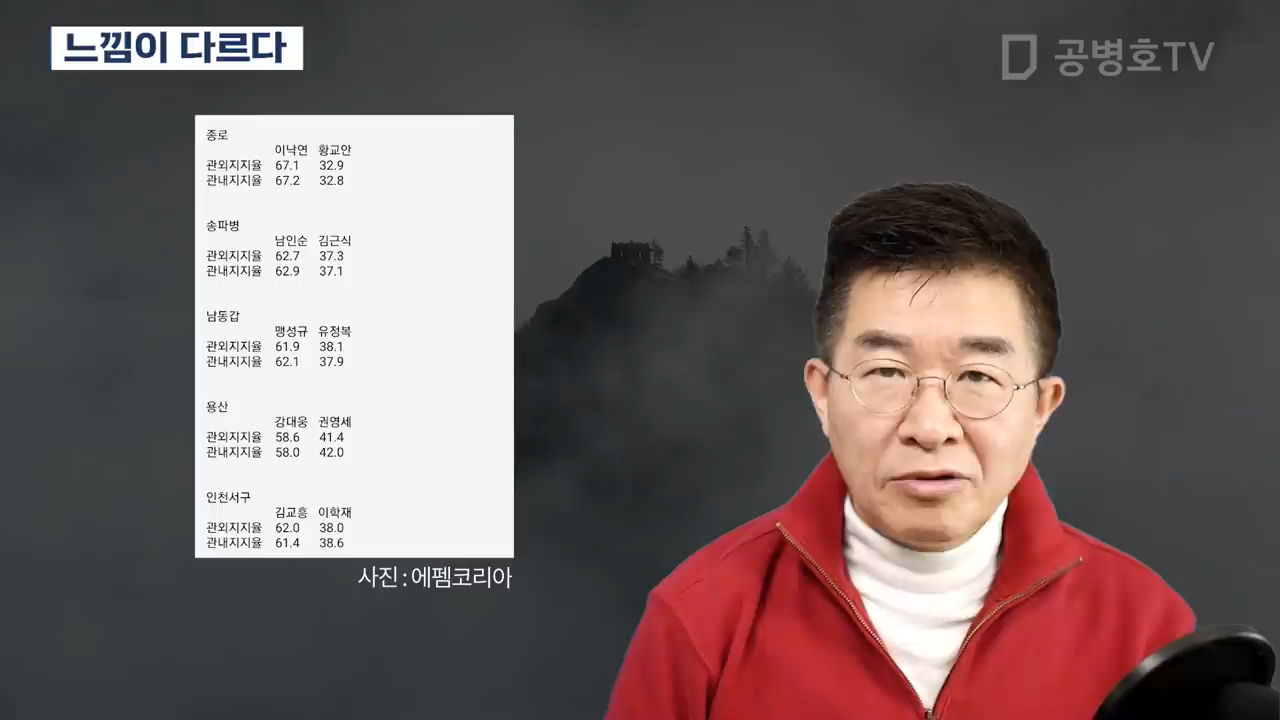 느낌이 다르다
공병호TV
종로
이낙연 황교안
관외지지율 67.1 32.9
관내지지율 67.2 32.8
송파병
남인순 김근식
관외지지율 62.7 37.3
관내지지율 62.9 37.1
남동갑
맹성규 유정복
관외지지율 61.9 38.1
관내지지율 62.1 37.9
용산
강대웅 권영세
관외지지율 58.6 41.4
관내지지율 58.0 42.0
인천서구
김교흥 이학재
관외지지율 62.0 38.0
관내지지율 61.4 38.6
사진 : 에펨코리아